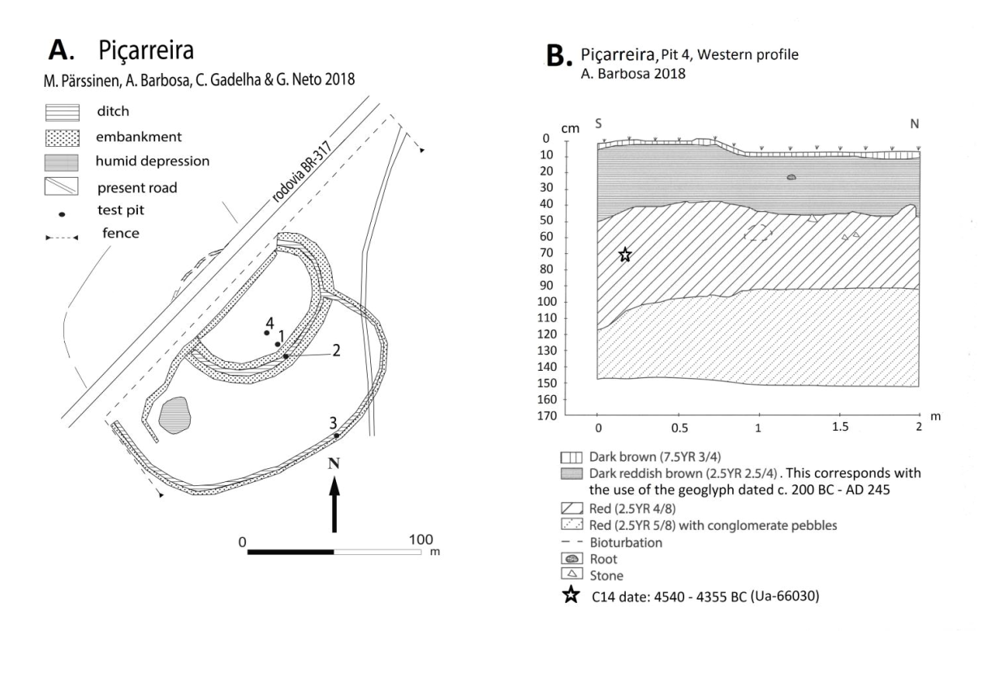 A. Piçarreira
M. Pärssinen, A. Barbosa, C. Gadelha & G. Neto 2018
ditch
embankment
humid depression
present road
test pit
fence
rodovia BR-317
4
1
2
3
N
0 100
m
B. Piçarreira, Pit 4, Western profile
A. Barbosa 2018
S N
cm
0
10
20
30
40
50
60
70
80
90
100
110
120
130
140
150
160
170
0 0.5 1 1.5 2 m
Dark brown (7.5YR 3/4)
Dark reddish brown (2.5YR 2.5/4) . This corresponds with
the use of the geoglyph dated c. 200 BC - AD 245
Red (2.5YR 4/8)
Red (2.5YR 5/8) with conglomerate pebbles
Bioturbation
Root
Stone
C14 date: 4540 - 4355 BC (Ua-66030)